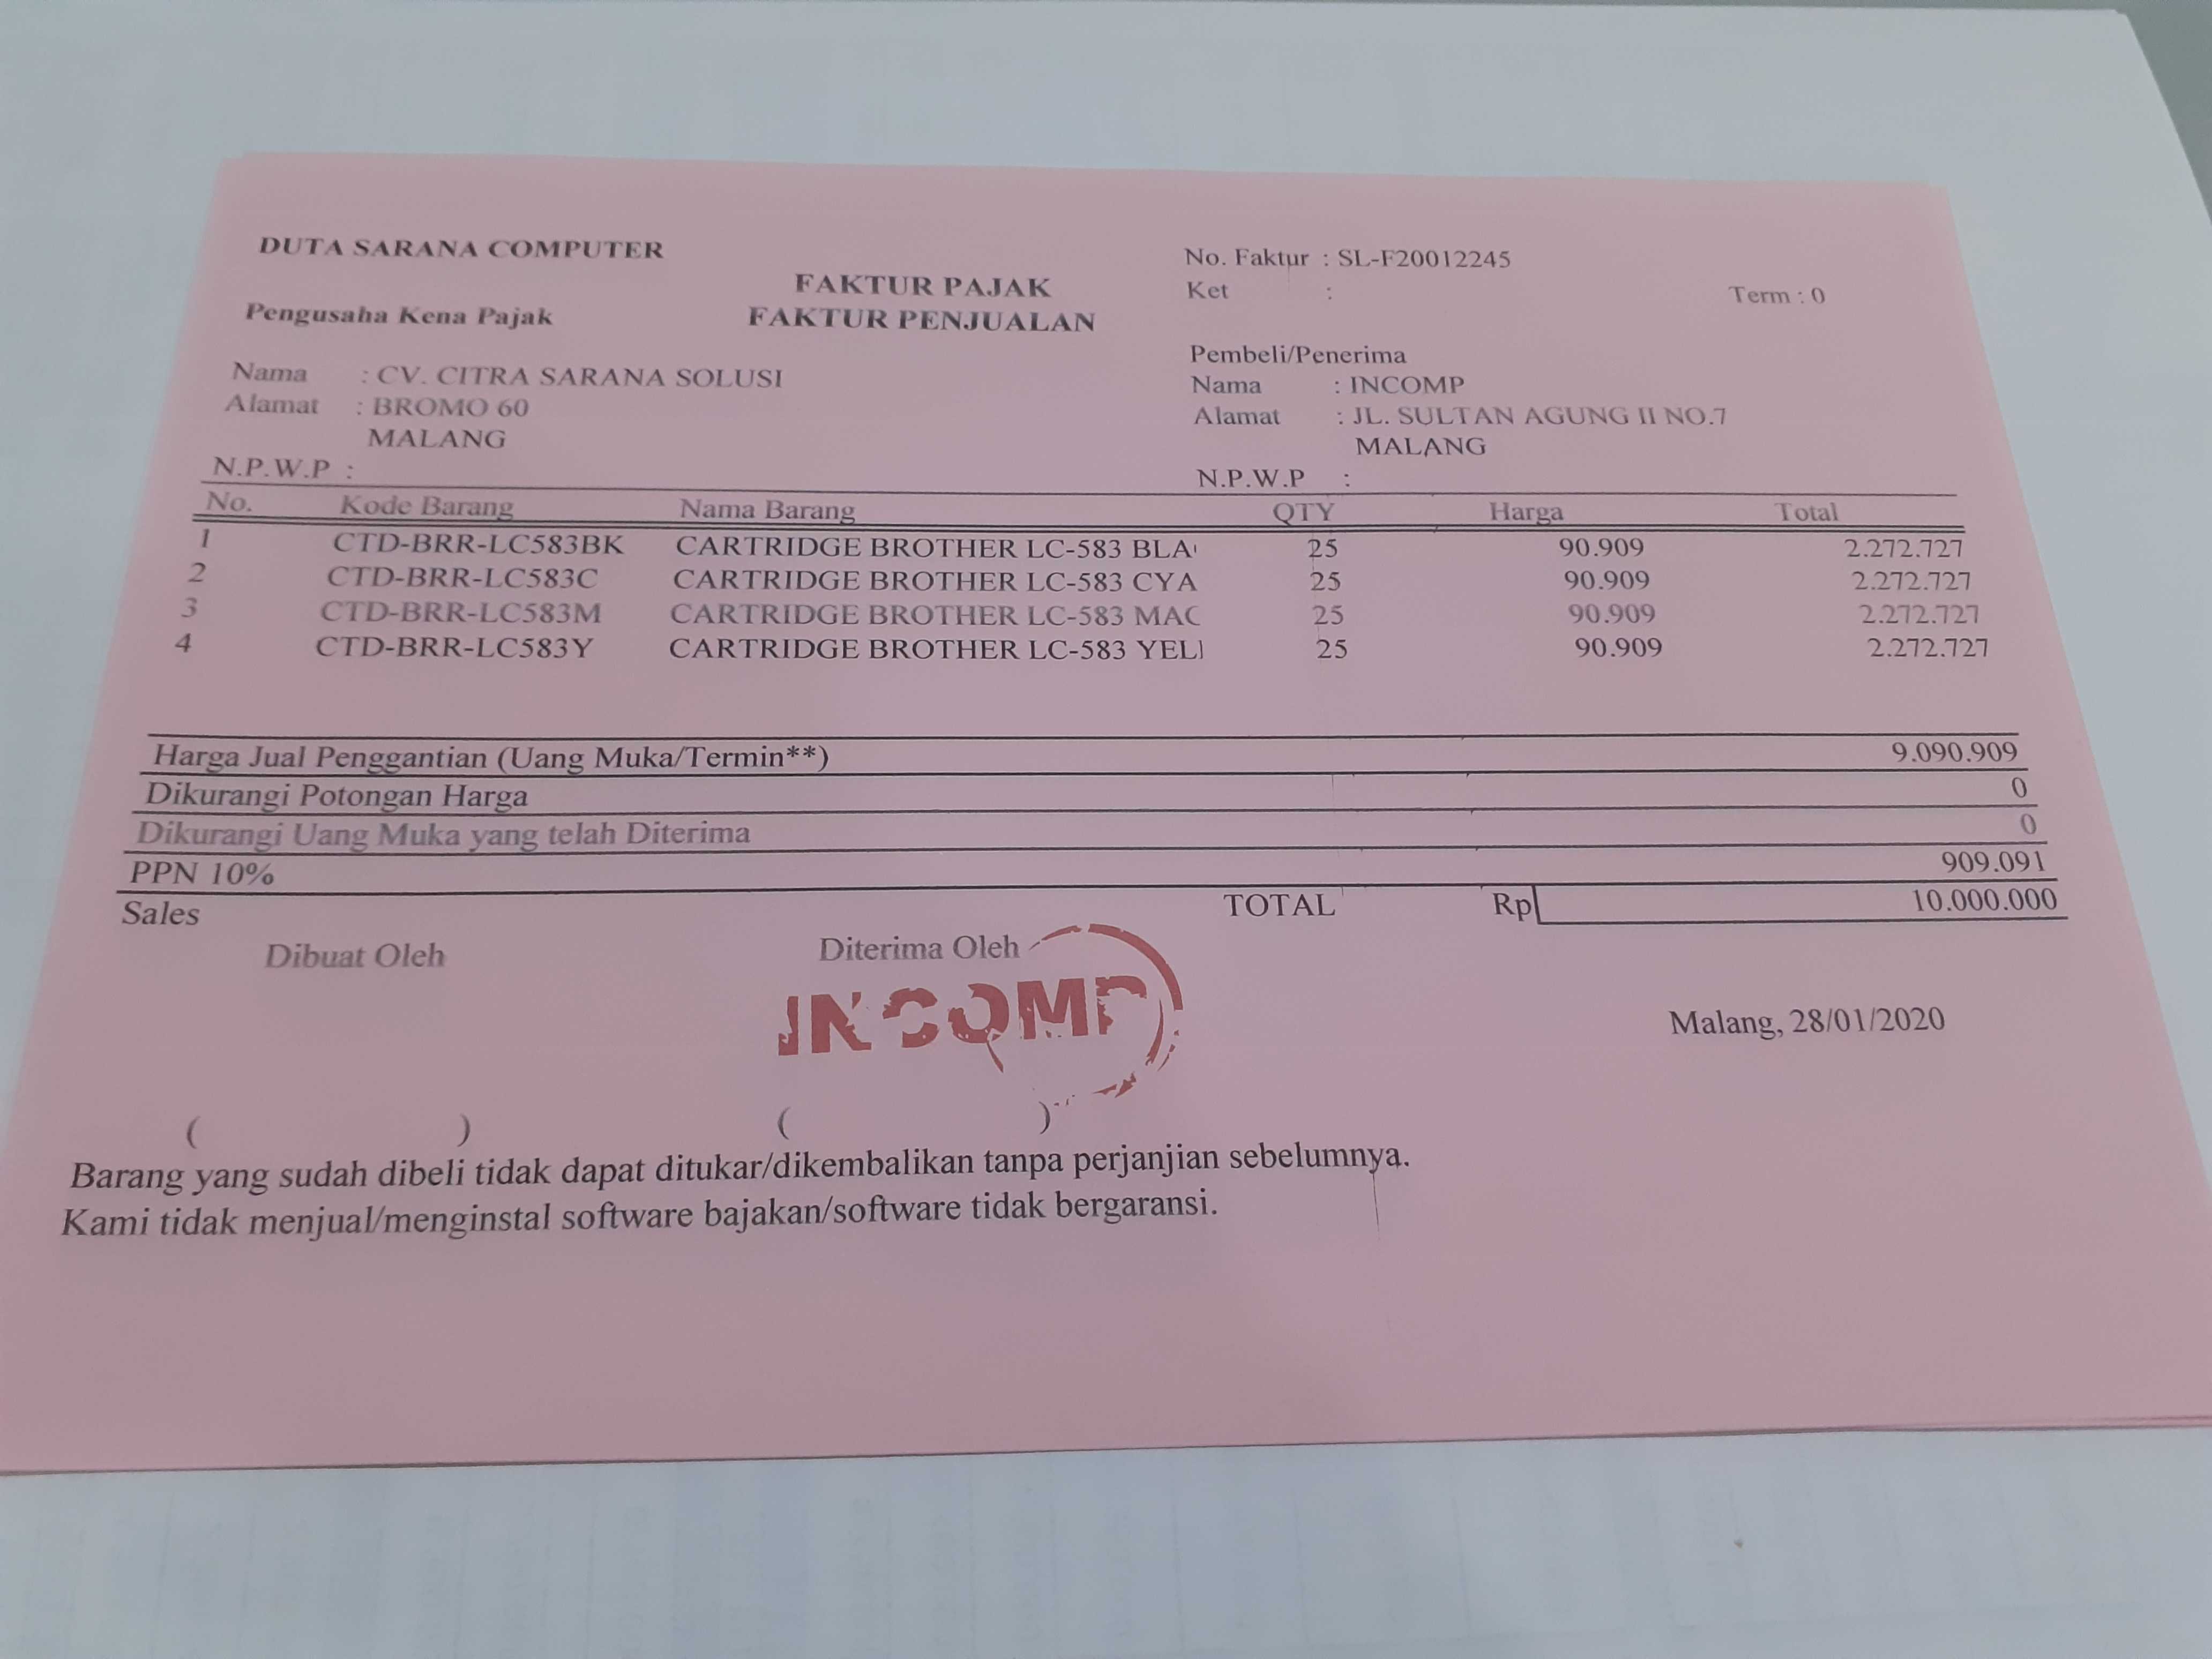 DUTA SARANA COMPUTER
FAKTUR PAJAK
FAKTUR PENJUALAN
No. Faktur : SL-F20012245
Ket :
Term : 0
Pengusaha Kena Pajak
Nama : CV. CITRA SARANA SOLUSI
Alamat : BROMO 60
MALANG
N.P.W.P :
Pembeli/Penerima
Nama : INCOMP
Alamat : JL. SULTAN AGUNG II NO.7
MALANG
N.P.W.P :
No. Kode Barang Nama Barang QTY Harga Total
1 CTD-BRR-LC583BK CARTRIDGE BROTHER LC-583 BLA 25 90.909 2.272.727
2 CTD-BRR-LC583C CARTRIDGE BROTHER LC-583 CYA 25 90.909 2.272.727
3 CTD-BRR-LC583M CARTRIDGE BROTHER LC-583 MAG 25 90.909 2.272.727
4 CTD-BRR-LC583Y CARTRIDGE BROTHER LC-583 YELL 25 90.909 2.272.727
Harga Jual Penggantian (Uang Muka/Termin**) 9.090.909
Dikurangi Potongan Harga 0
Dikurangi Uang Muka yang telah Diterima 0
PPN 10% 909.091
Sales TOTAL Rp 10.000.000
Dibuat Oleh Diterima Oleh
INCOMP
Malang, 28/01/2020
( ) ( )
Barang yang sudah dibeli tidak dapat ditukar/dikembalikan tanpa perjanjian sebelumnya.
Kami tidak menjual/menginstal software bajakan/software tidak bergaransi.